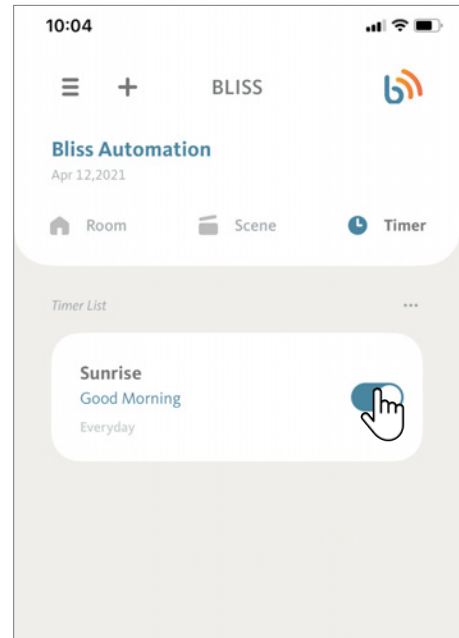 10:04
BLISS
Bliss Automation
Apr 12,2021
Room Scene Timer
Timer List
Sunrise
Good Morning
Everyday